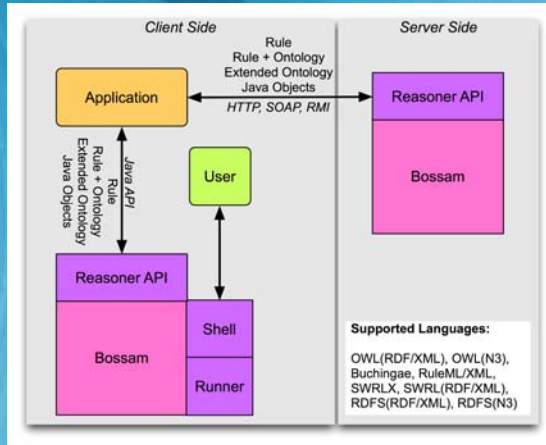 Client Side
Server Side
Rule
Rule + Ontology
Extended Ontology
Java Objects
HTTP, SOAP, RMI
Application
Reasoner API
Bossam
User
Java API
Rule
Rule + Ontology
Extended Ontology
Java Objects
Reasoner API
Bossam
Shell
Runner
Supported Languages:
OWL(RDF/XML), OWL(N3),
Buchingae, RuleML/XML,
SWRLX, SWRL(RDF/XML),
RDFS(RDF/XML), RDFS(N3)